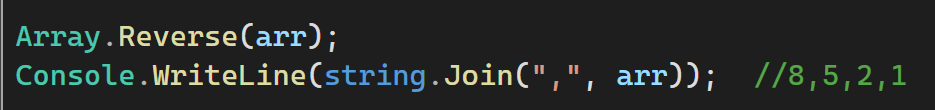 Array.Reverse(arr);
Console.WriteLine(string.Join(",", arr));  //8,5,2,1